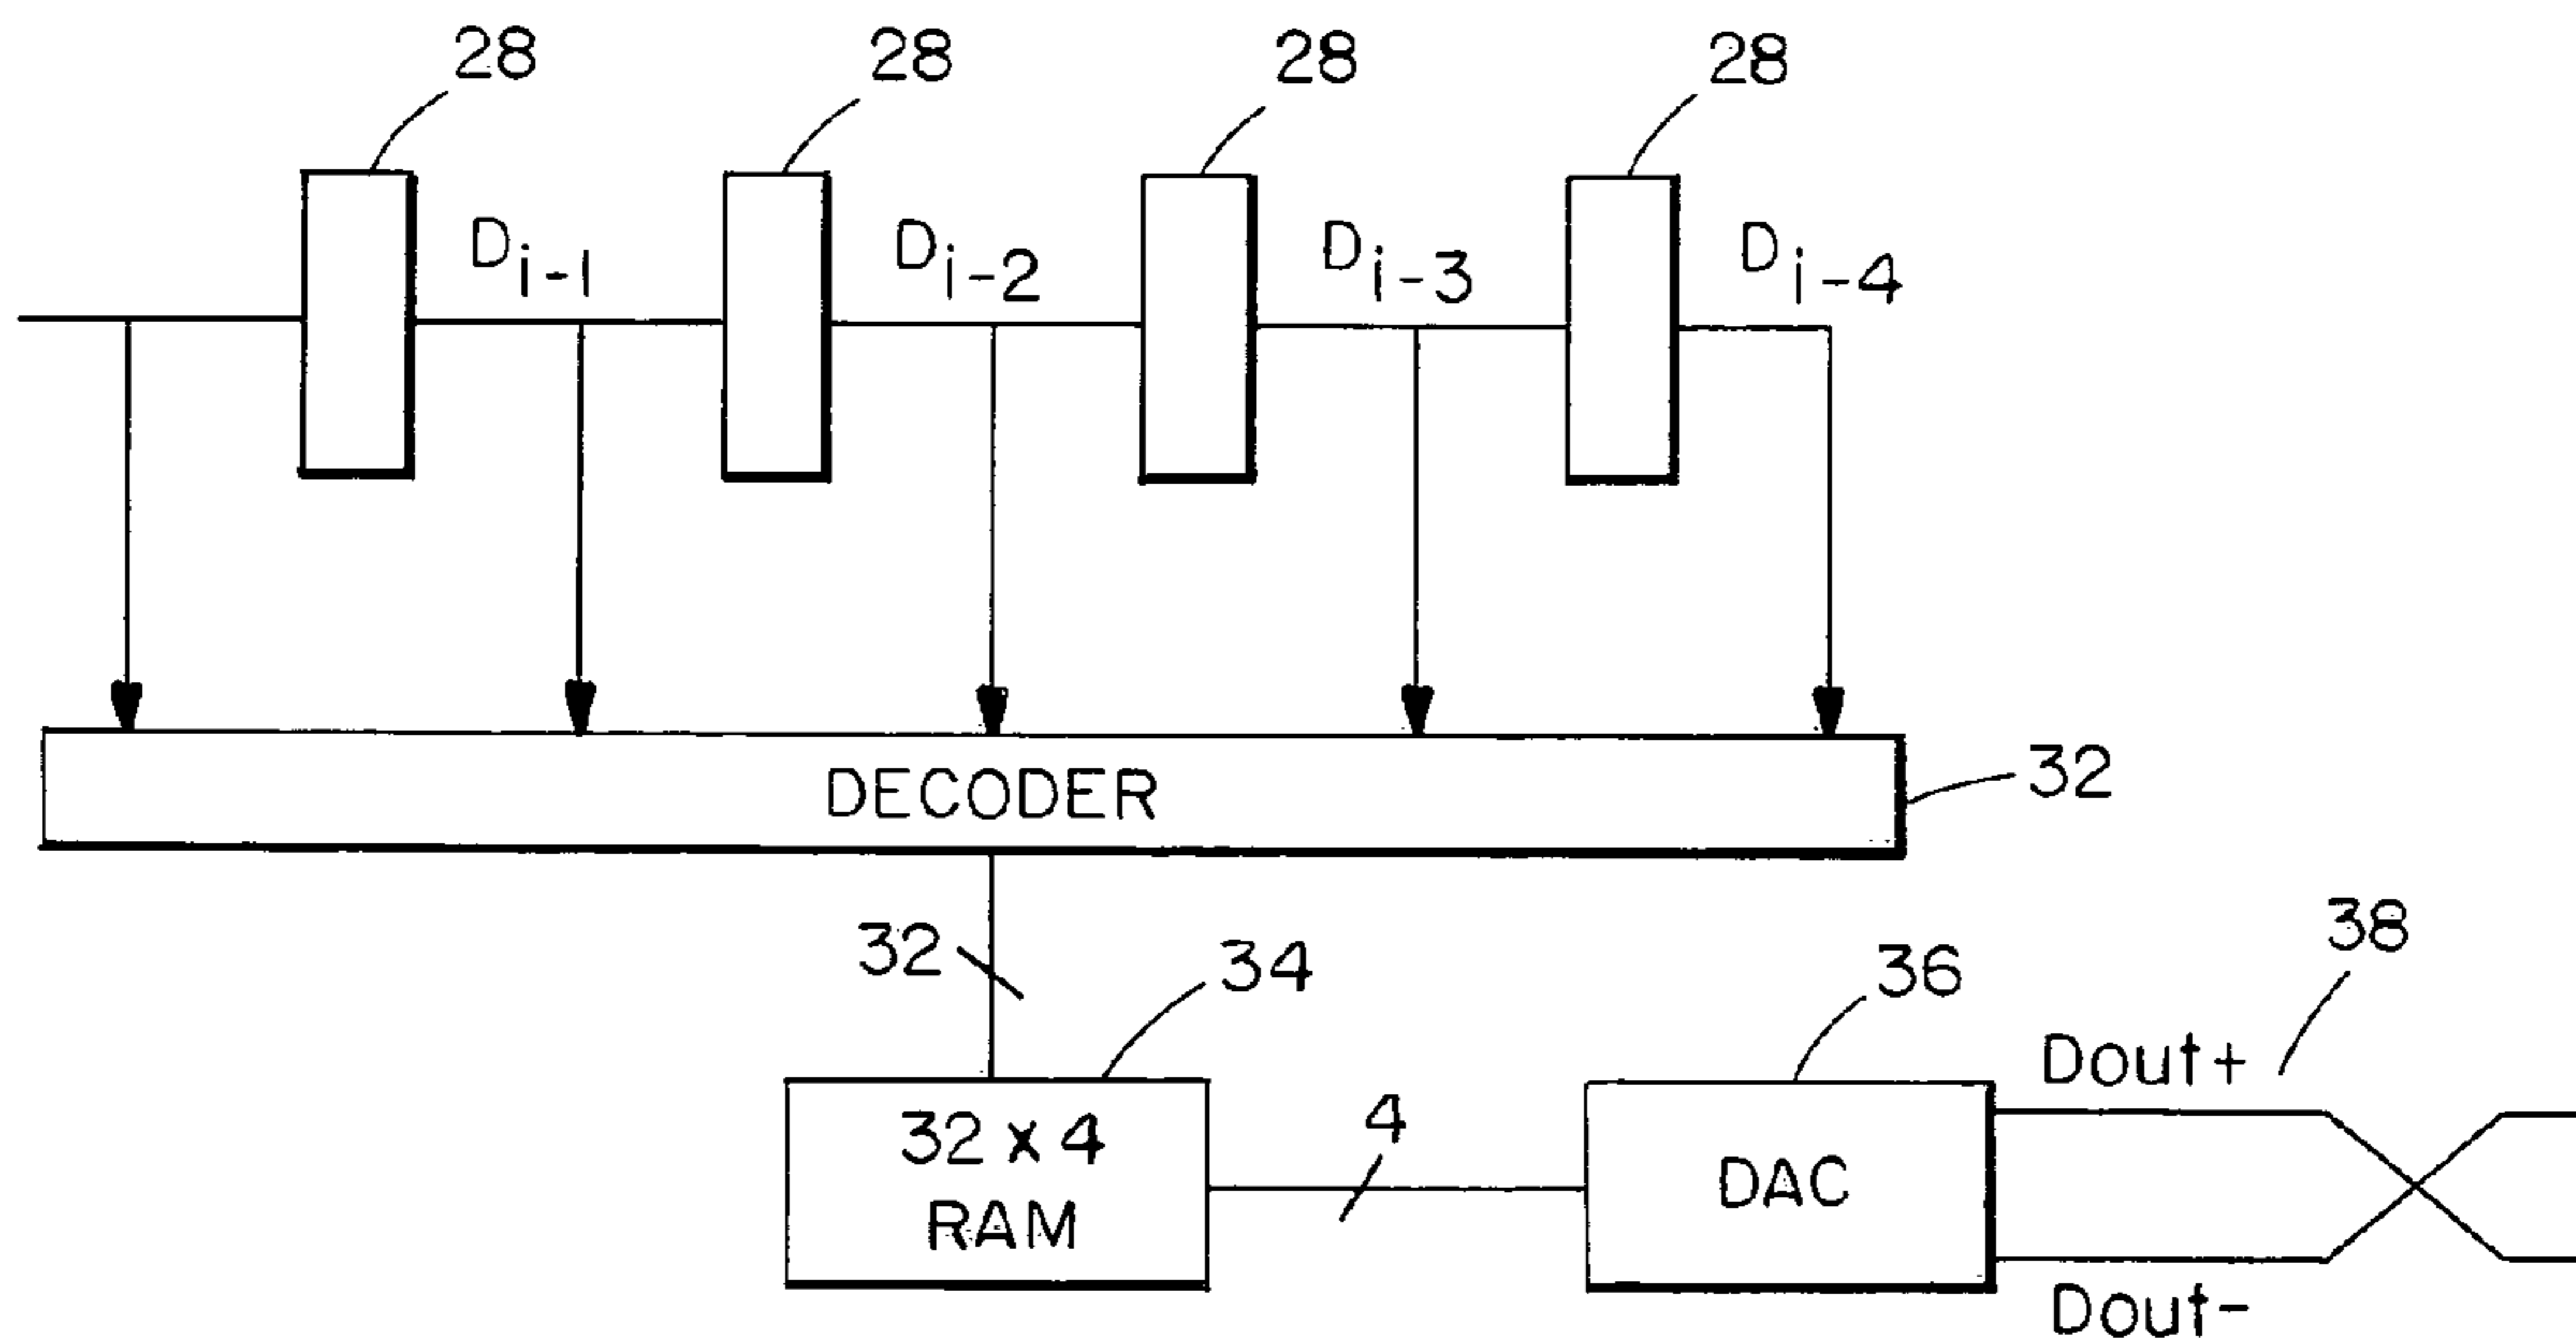 28 28 28 28
Di-1 Di-2 Di-3 Di-4
DECODER
32
32
34
36
38
32 x 4
RAM
4
DAC
Dout+
Dout-